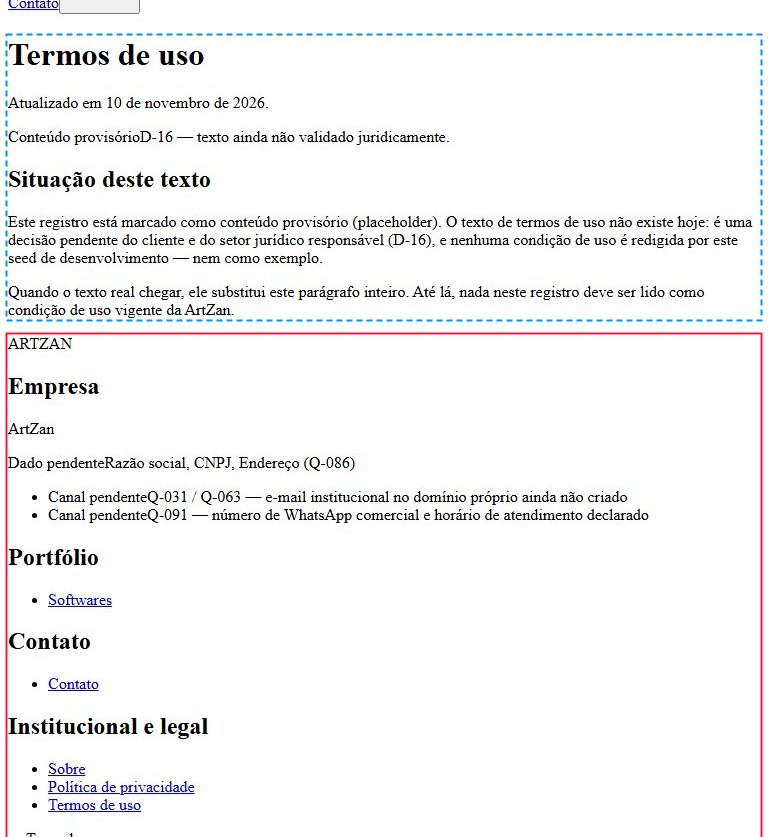 Contato
Termos de uso
Atualizado em 10 de novembro de 2026.
Conteúdo provisórioD-16 — texto ainda não validado juridicamente.
Situação deste texto
Este registro está marcado como conteúdo provisório (placeholder). O texto de termos de uso não existe hoje: é uma
decisão pendente do cliente e do setor jurídico responsável (D-16), e nenhuma condição de uso é redigida por este
seed de desenvolvimento — nem como exemplo.
Quando o texto real chegar, ele substitui este parágrafo inteiro. Até lá, nada neste registro deve ser lido como
condição de uso vigente da ArtZan.
ARTZAN
Empresa
ArtZan
Dado pendenteRazão social, CNPJ, Endereço (Q-086)
Canal pendenteQ-031 / Q-063 — e-mail institucional no domínio próprio ainda não criado
Canal pendenteQ-091 — número de WhatsApp comercial e horário de atendimento declarado
Portfólio
Softwares
Contato
Contato
Institucional e legal
Sobre
Política de privacidade
Termos de uso